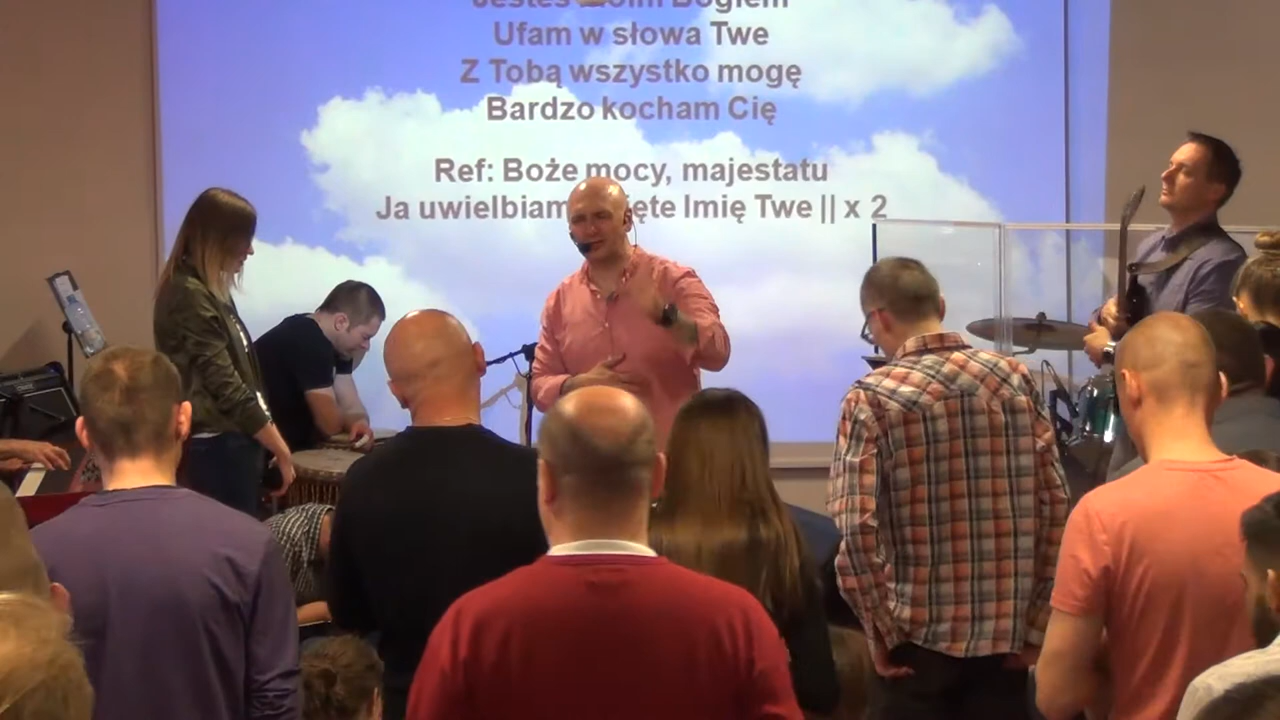 Ufam w słowa Twe
Z Tobą wszystko mogę
Bardzo kocham Cię
Ref: Boże mocy, majestatu
Ja uwielbiam Imię Twe || x 2